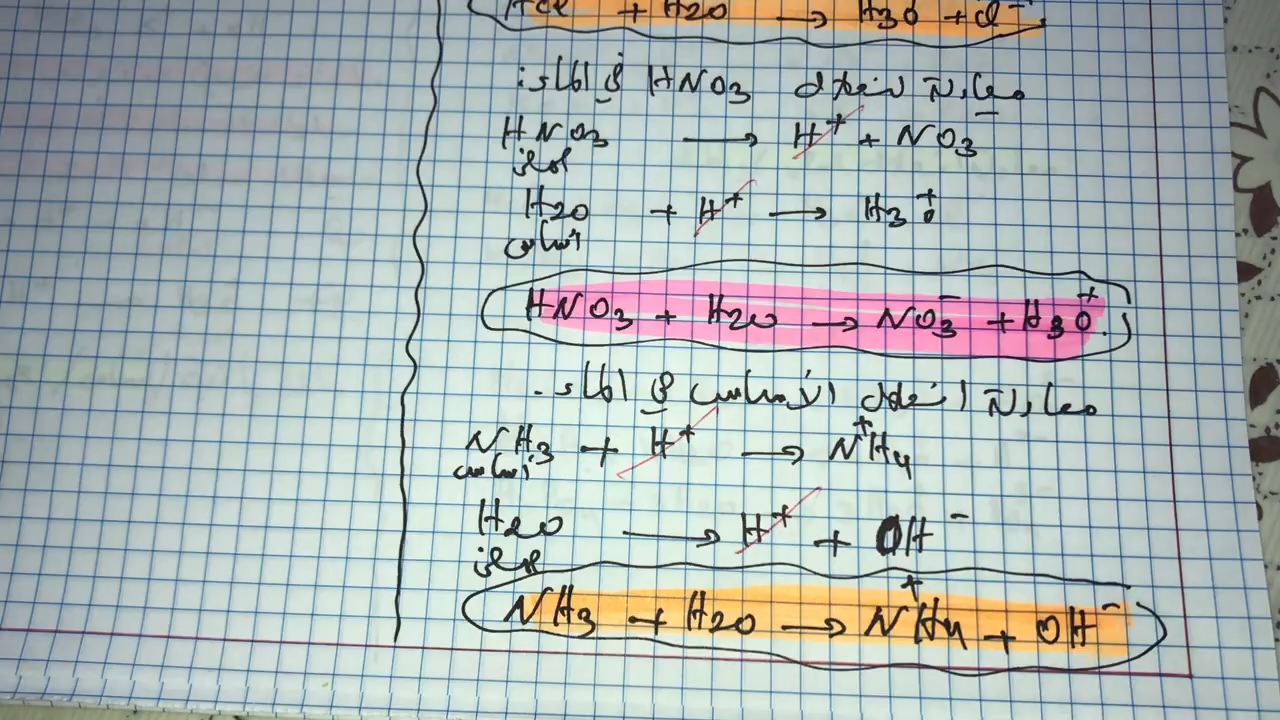 HCl + H2O → H3O + Cl⁻
معادلة انحلال HNO3 في الماء:
HNO3 → H⁺ + NO3⁻
حمض
H2O + H⁺ → H3O⁺
أساس
HNO3 + H2O → NO3⁻ + H3O⁺.
معادلة انحلال الأساس في الماء.
NH3 + H⁺ → NH4⁺
أساس
H2O → H⁺ + OH⁻
حمض
NH3 + H2O → NH4⁺ + OH⁻